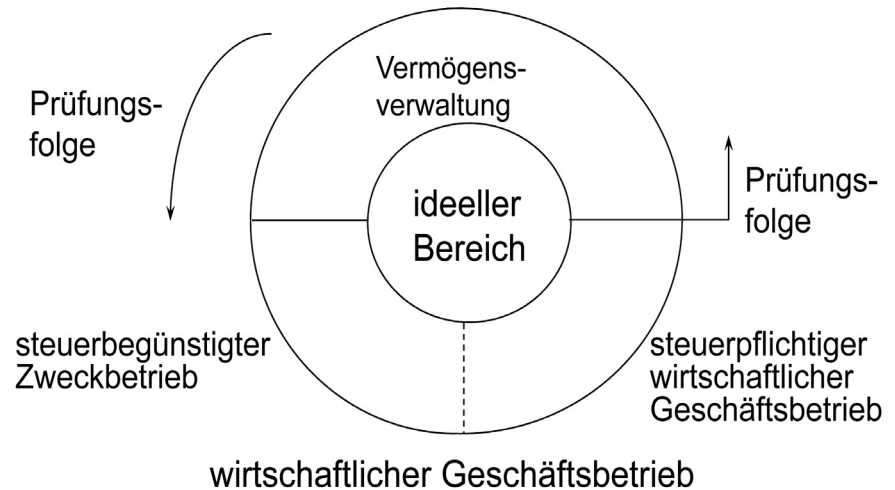 Vermögens-
verwaltung
Prüfungs-
folge
ideeller
Bereich
Prüfungs-
folge
steuerbegünstigter
Zweckbetrieb
steuerpflichtiger
wirtschaftlicher
Geschäftsbetrieb
wirtschaftlicher Geschäftsbetrieb